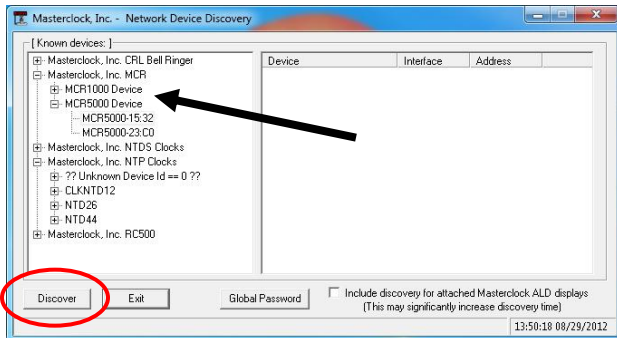 Masterclock, Inc. -  Network Device Discovery
[ Known devices: ]
Masterclock, Inc. CRL Bell Ringer
Masterclock, Inc. MCR
MCR1000 Device
MCR5000 Device
MCR5000-15:32
MCR5000-23:C0
Masterclock, Inc. NTDS Clocks
Masterclock, Inc. NTP Clocks
?? Unknown Device Id == 0 ??
CLKNTD12
NTD26
NTD44
Masterclock, Inc. RC500
Device Interface Address
Discover Exit Global Password
Include discovery for attached Masterclock ALD displays
(This may significantly increase discovery time)
13:50:18 08/29/2012